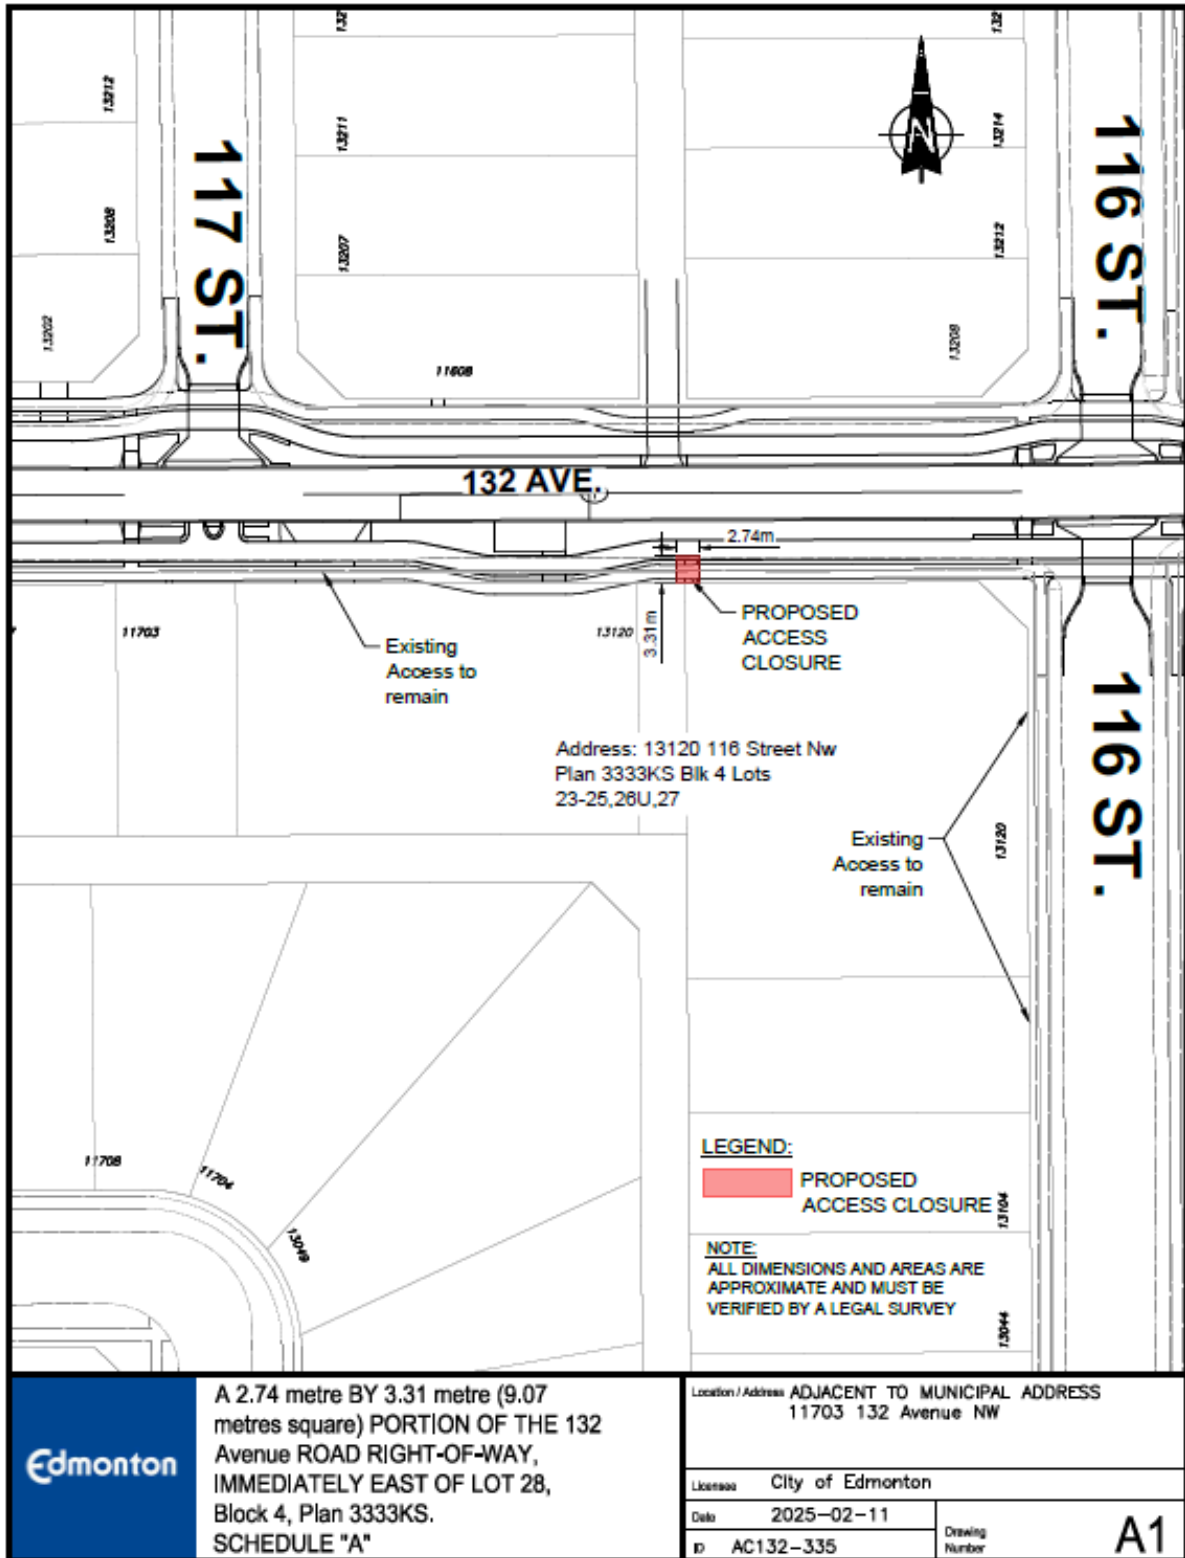 132
132
13212
13211
13214
117 ST.
116 ST.
13208
13207
13212
13202
13208
11608
132 AVE.
2.74m
3.31m
11703
13120
PROPOSED
ACCESS
CLOSURE
Existing
Access to
remain
116 ST.
Address: 13120 116 Street Nw
Plan 3333KS Blk 4 Lots
23-25,26U,27
Existing
Access to
remain
13120
11708
11704
13049
LEGEND:
PROPOSED
ACCESS CLOSURE
13104
NOTE:
ALL DIMENSIONS AND AREAS ARE
APPROXIMATE AND MUST BE
VERIFIED BY A LEGAL SURVEY
13044
Edmonton
A 2.74 metre BY 3.31 metre (9.07
metres square) PORTION OF THE 132
Avenue ROAD RIGHT-OF-WAY,
IMMEDIATELY EAST OF LOT 28,
Block 4, Plan 3333KS.
SCHEDULE "A"
Location / Address ADJACENT TO MUNICIPAL ADDRESS
11703 132 Avenue NW
Licensee City of Edmonton
Date 2025-02-11
ID AC132-335
Drawing
Number
A1
N